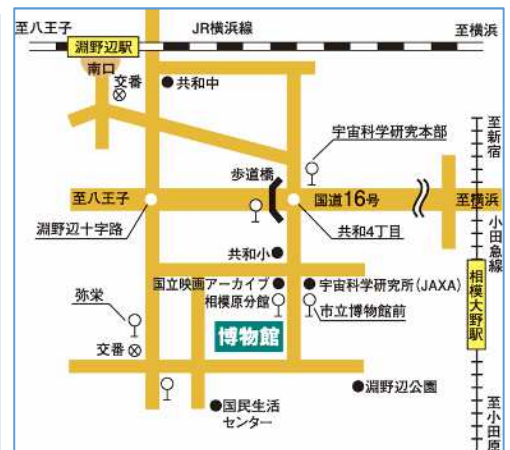 至八王子
JR横浜線
至横浜
淵野辺駅
南口
交番
共和中
至新宿
宇宙科学研究本部
歩道橋
至八王子
国道16号
至横浜
淵野辺十字路
共和4丁目
小田急線
共和小
国立映画アーカイブ
相模原分館
宇宙科学研究所(JAXA)
相模大野駅
弥栄
市立博物館前
博物館
交番
淵野辺公園
国民生活
センター
至小田原